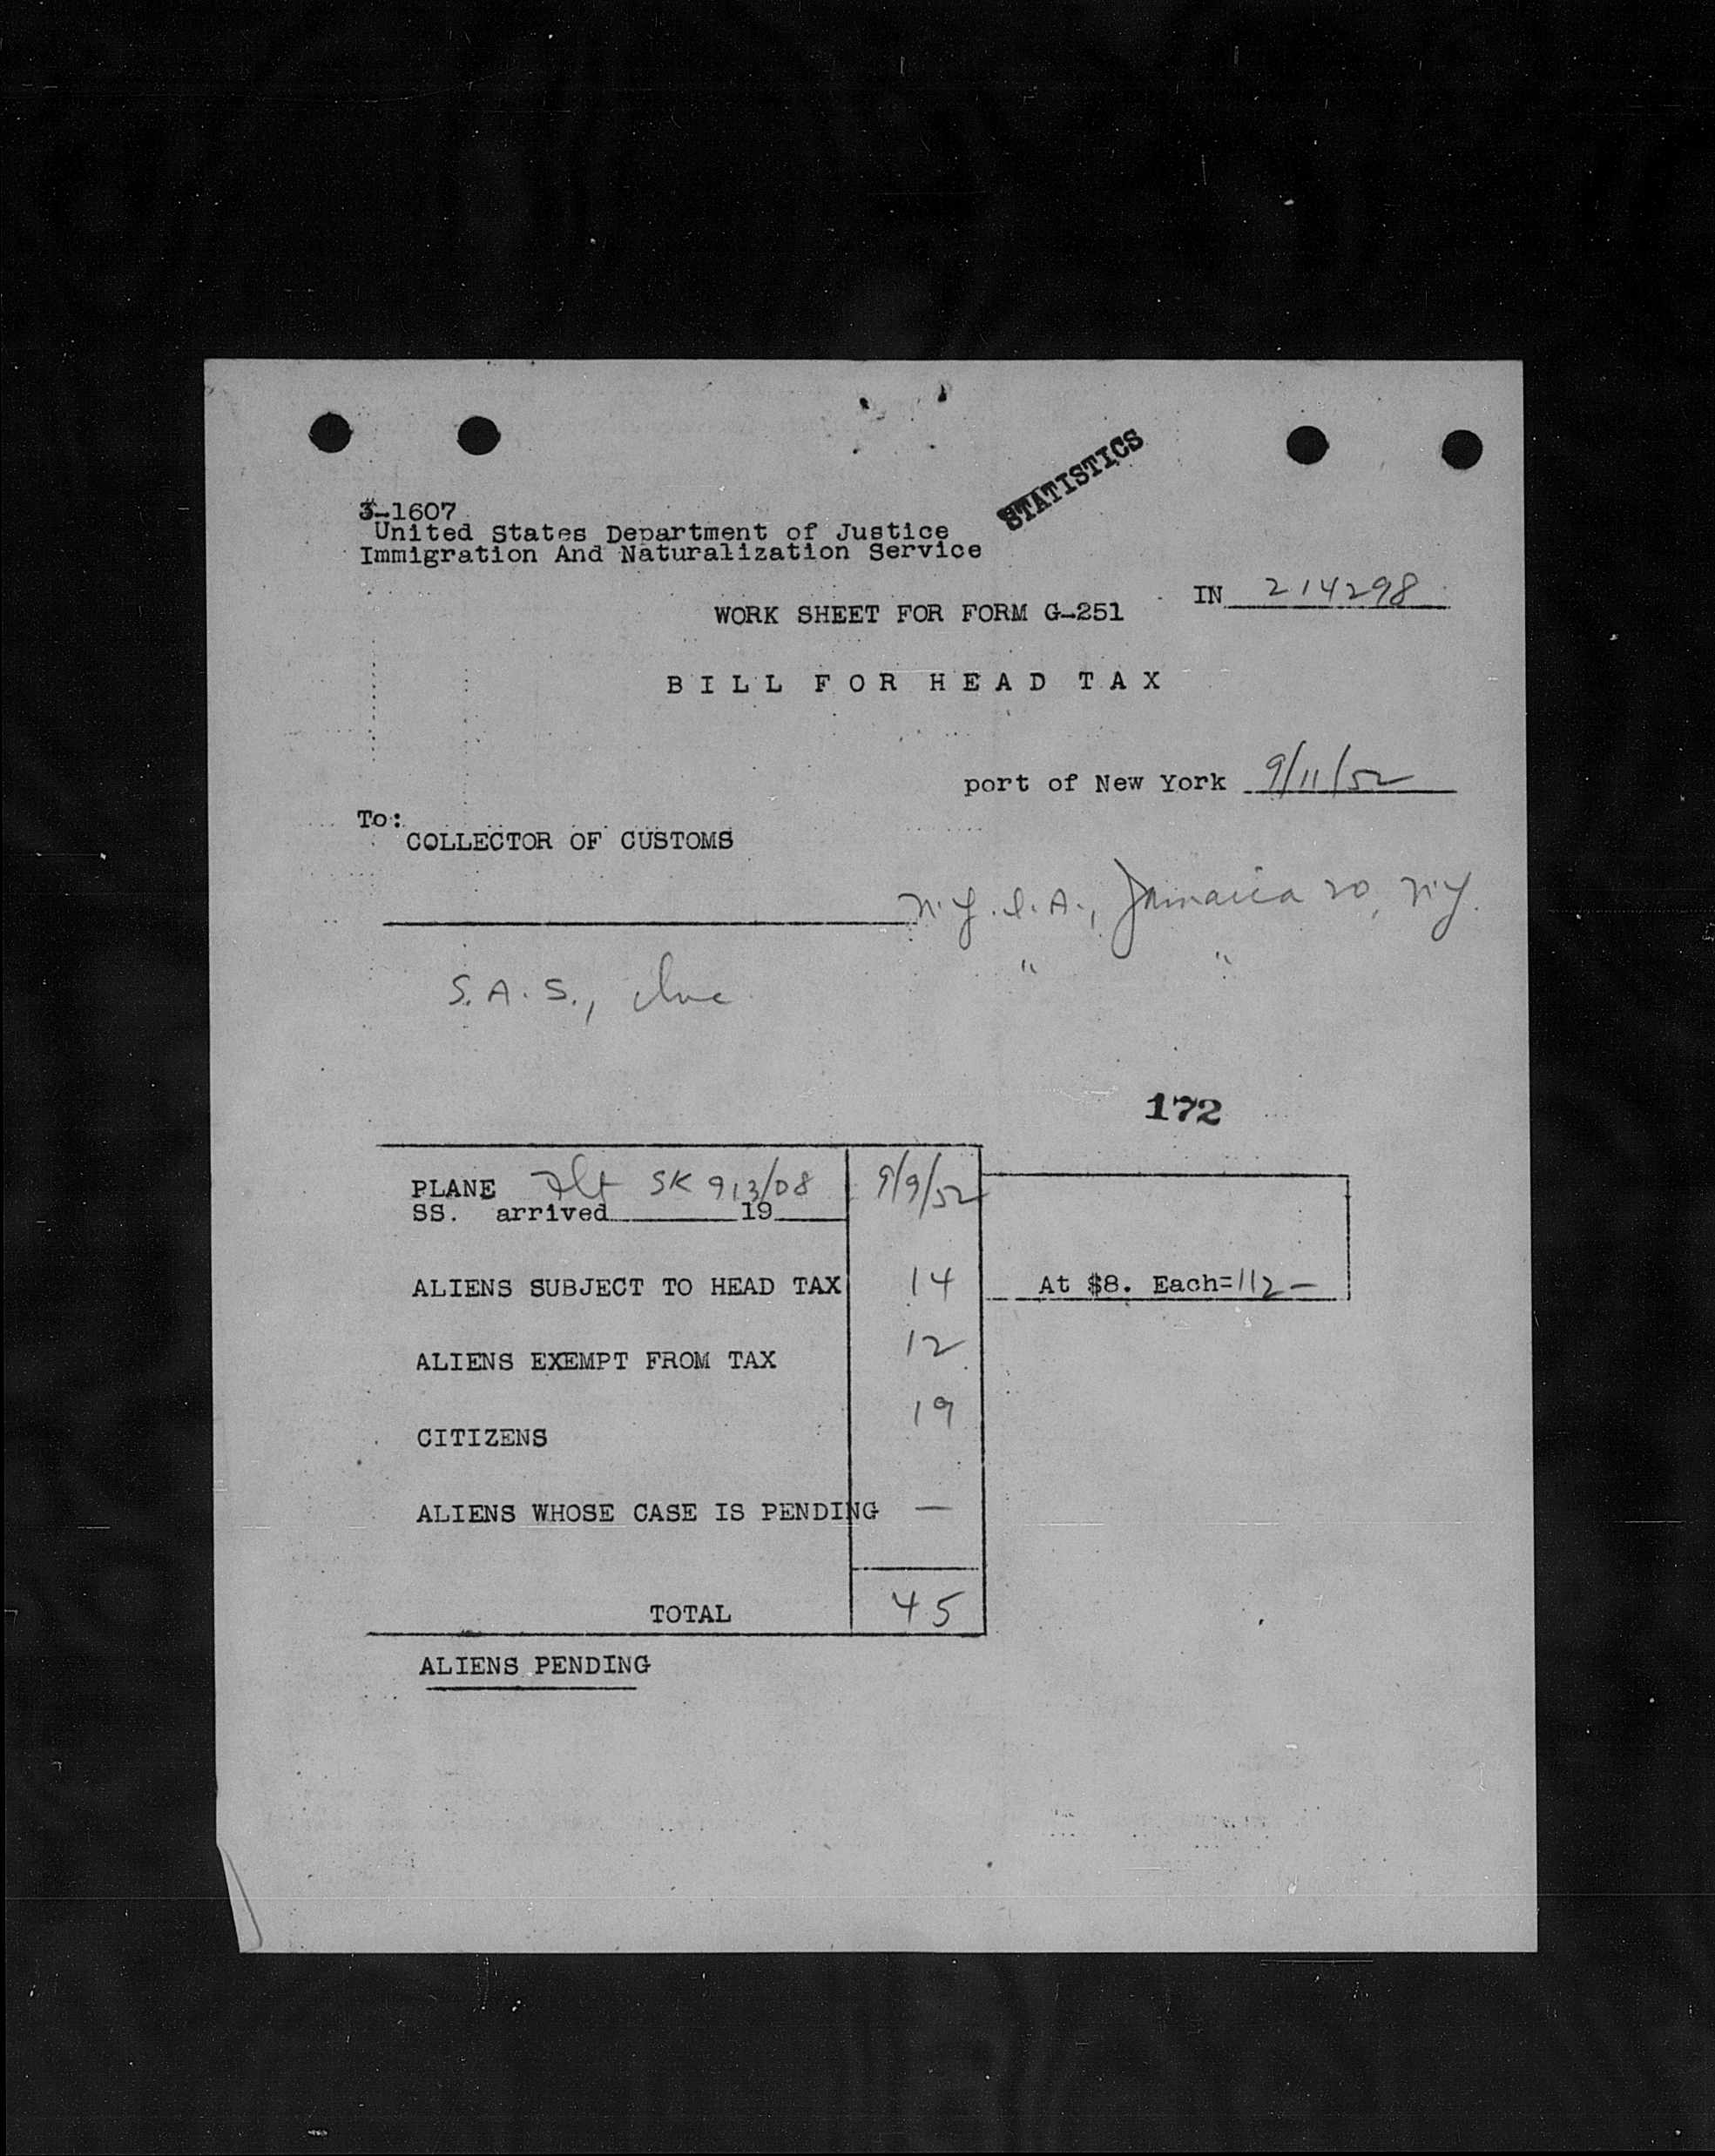 STATISTICS
3-1607
United States Department of Justice
Immigration And Naturalization Service
IN 214298
WORK SHEET FOR FORM G-251
BILL FOR HEAD TAX
port of New York 9/11/52
To:
COLLECTOR OF CUSTOMS
N.Y.I.A., Jamaica 20, N.Y.
" "
S.A.S., Inc
172
PLANE Flt SK 913/08 9/9/52
SS. arrived 19
ALIENS SUBJECT TO HEAD TAX 14 At $8. Each=112 —
ALIENS EXEMPT FROM TAX 12
CITIZENS 19
ALIENS WHOSE CASE IS PENDING —
TOTAL 45
ALIENS PENDING